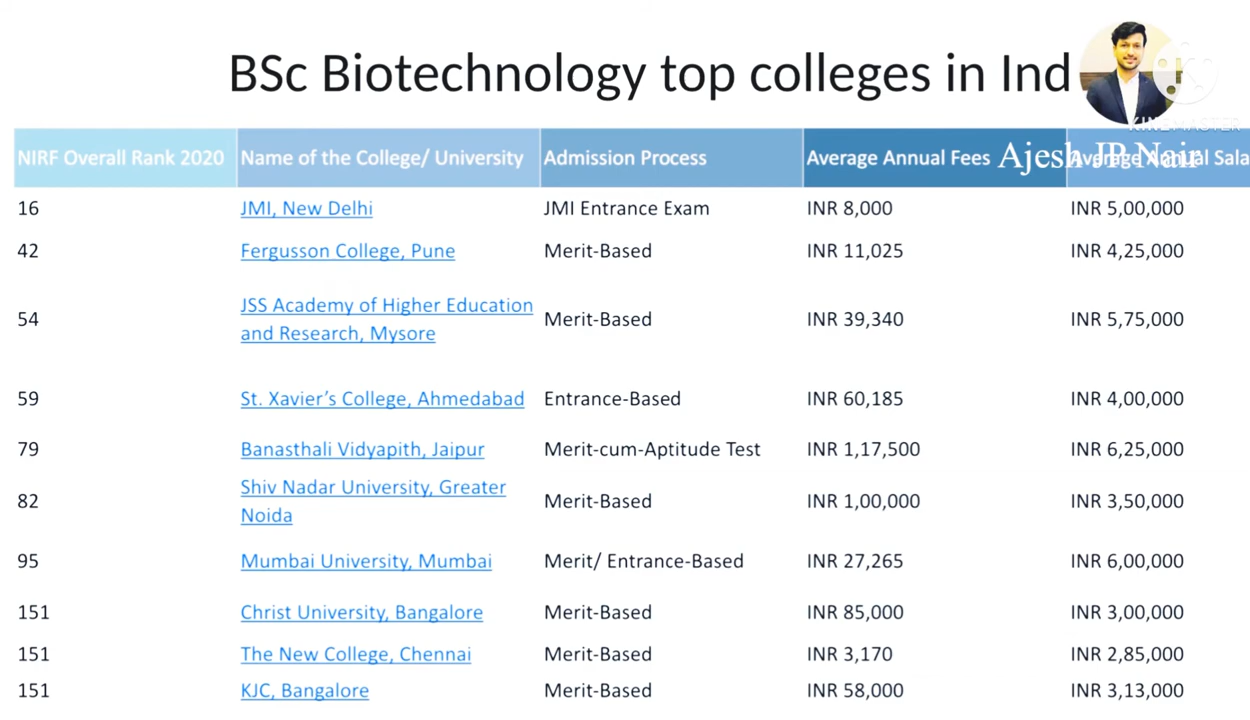 BSc Biotechnology top colleges in Ind
KINEMASTER
Ajesh JP Nair
NIRF Overall Rank 2020 Name of the College/ University Admission Process Average Annual Fees Average Annual Sala
16 JMI, New Delhi JMI Entrance Exam INR 8,000 INR 5,00,000
42 Fergusson College, Pune Merit-Based INR 11,025 INR 4,25,000
54 JSS Academy of Higher Education
and Research, Mysore Merit-Based INR 39,340 INR 5,75,000
59 St. Xavier’s College, Ahmedabad Entrance-Based INR 60,185 INR 4,00,000
79 Banasthali Vidyapith, Jaipur Merit-cum-Aptitude Test INR 1,17,500 INR 6,25,000
82 Shiv Nadar University, Greater
Noida Merit-Based INR 1,00,000 INR 3,50,000
95 Mumbai University, Mumbai Merit/ Entrance-Based INR 27,265 INR 6,00,000
151 Christ University, Bangalore Merit-Based INR 85,000 INR 3,00,000
151 The New College, Chennai Merit-Based INR 3,170 INR 2,85,000
151 KJC, Bangalore Merit-Based INR 58,000 INR 3,13,000